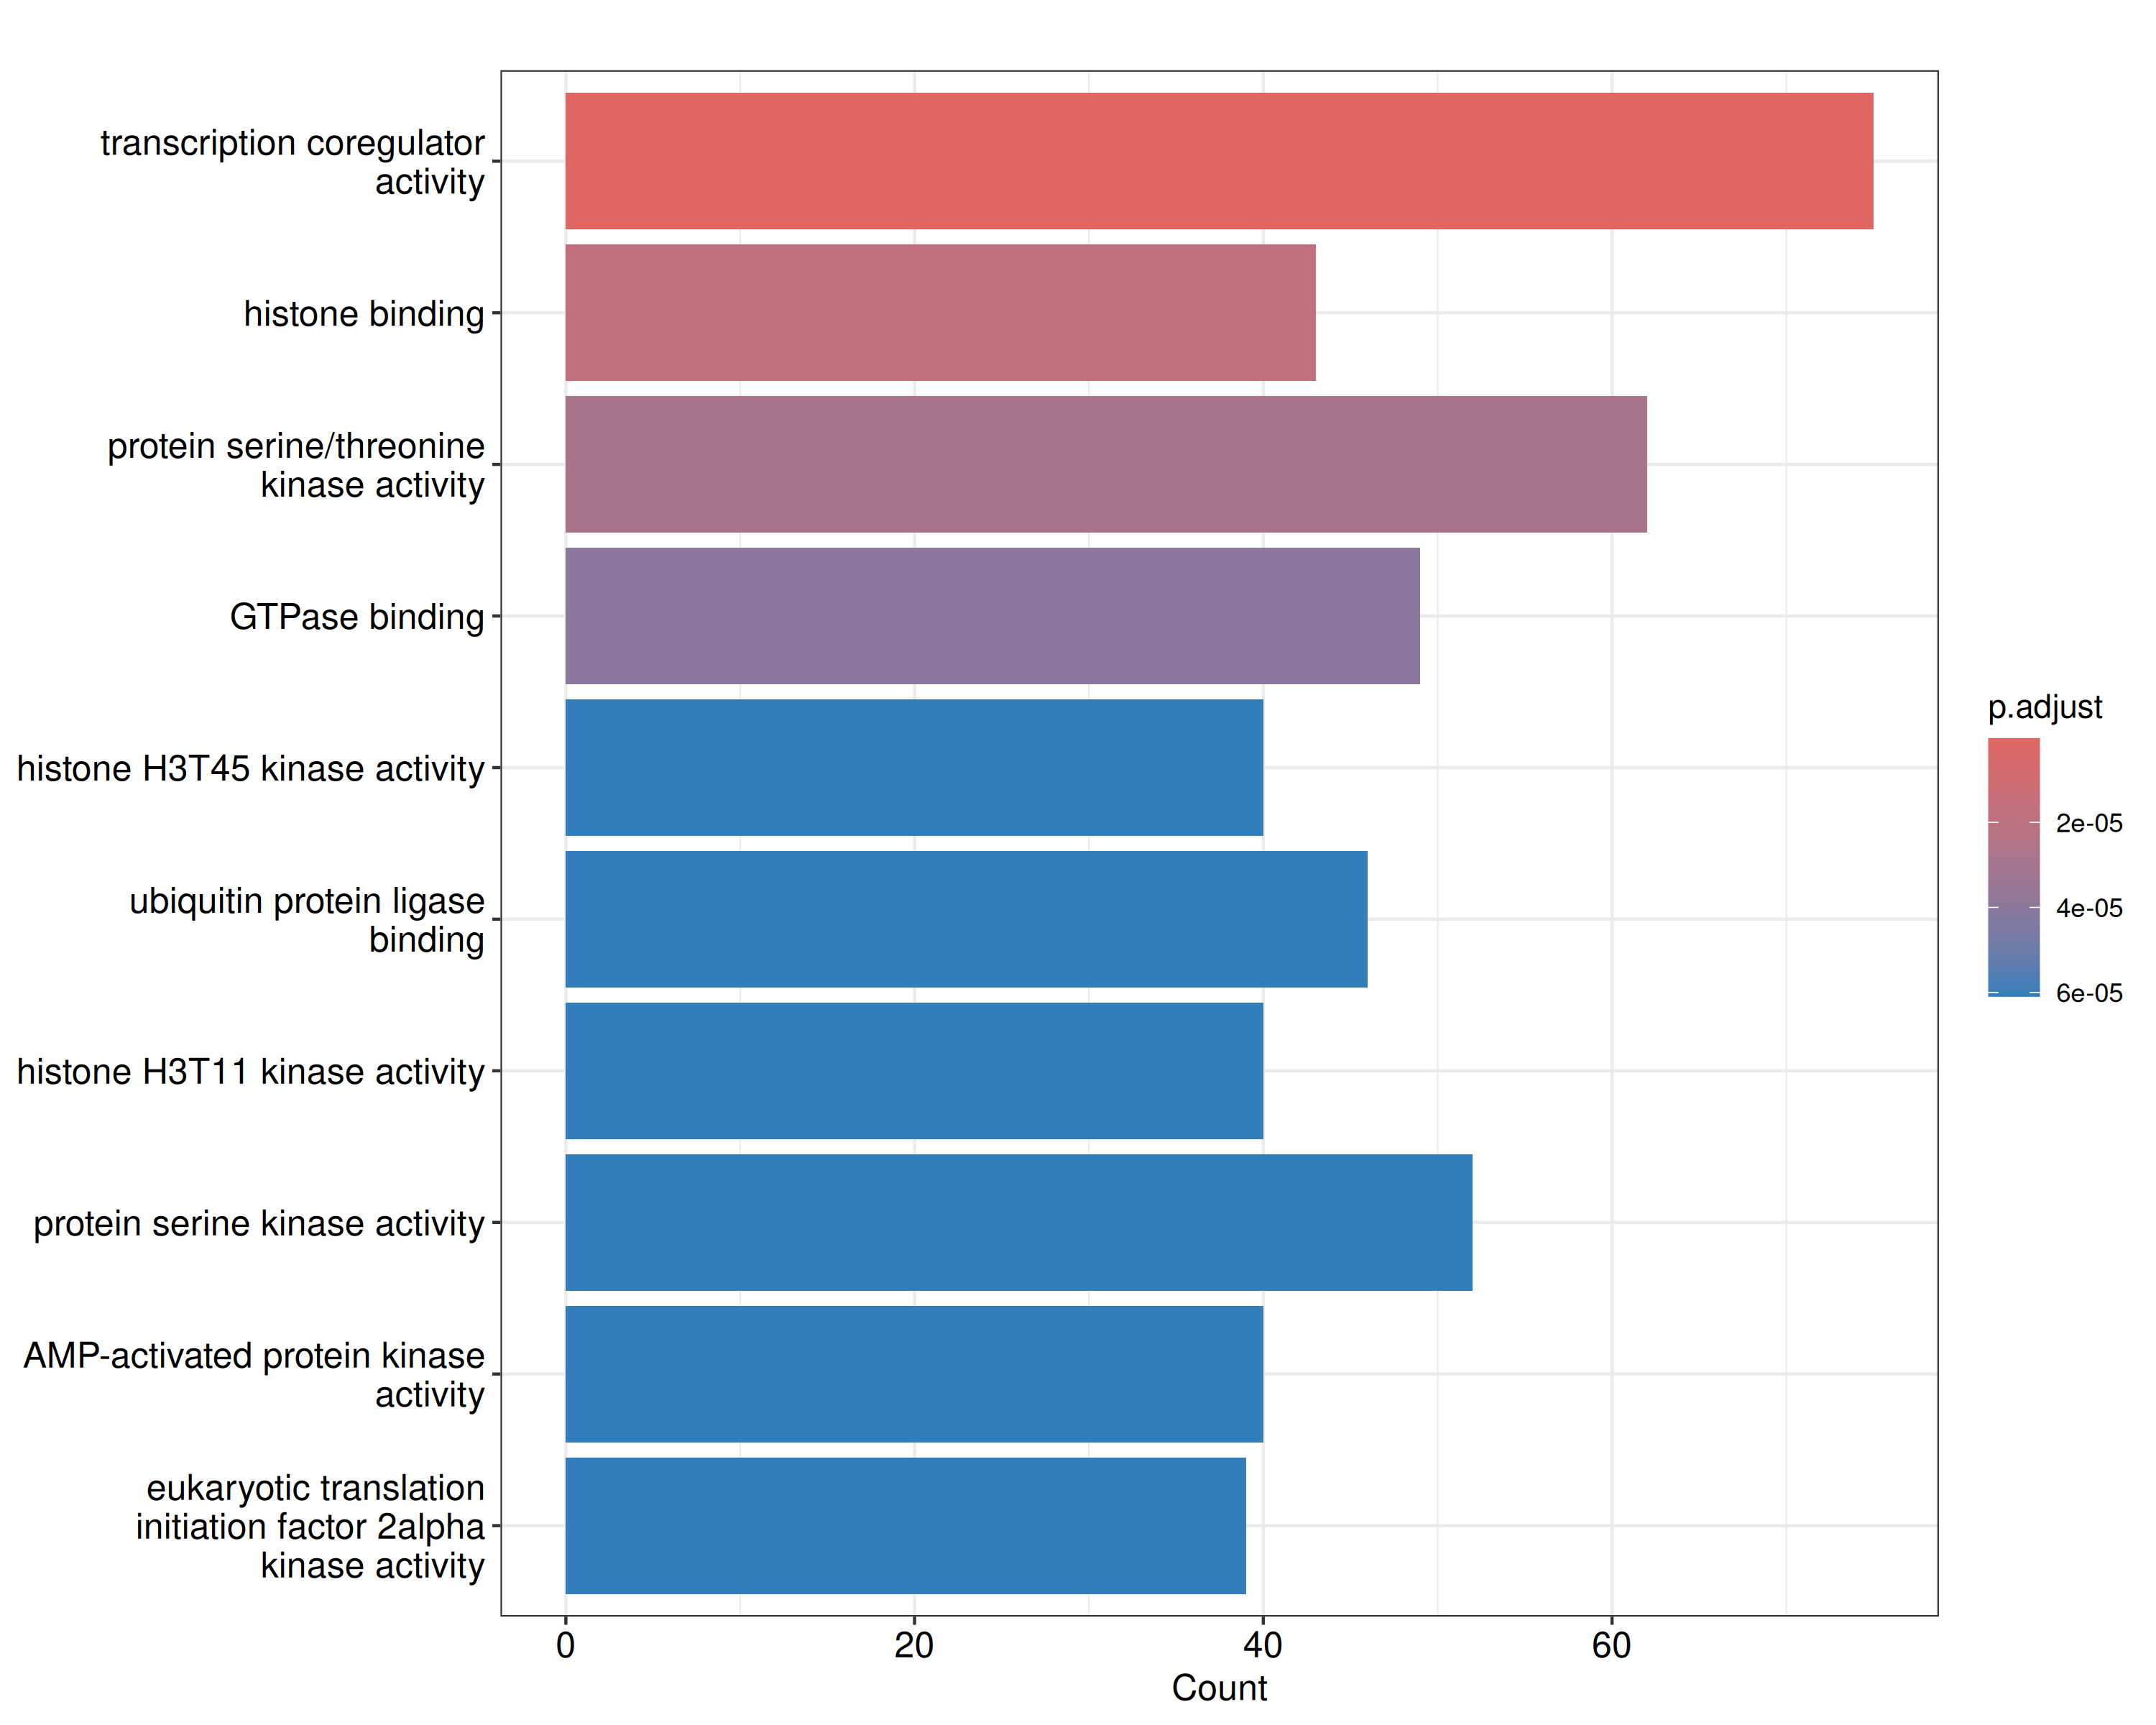 transcription coregulator
activity
histone binding
protein serine/threonine
kinase activity
GTPase binding
histone H3T45 kinase activity
ubiquitin protein ligase
binding
histone H3T11 kinase activity
protein serine kinase activity
AMP-activated protein kinase
activity
eukaryotic translation
initiation factor 2alpha
kinase activity
0 20 40 60
Count
p.adjust
2e-05
4e-05
6e-05